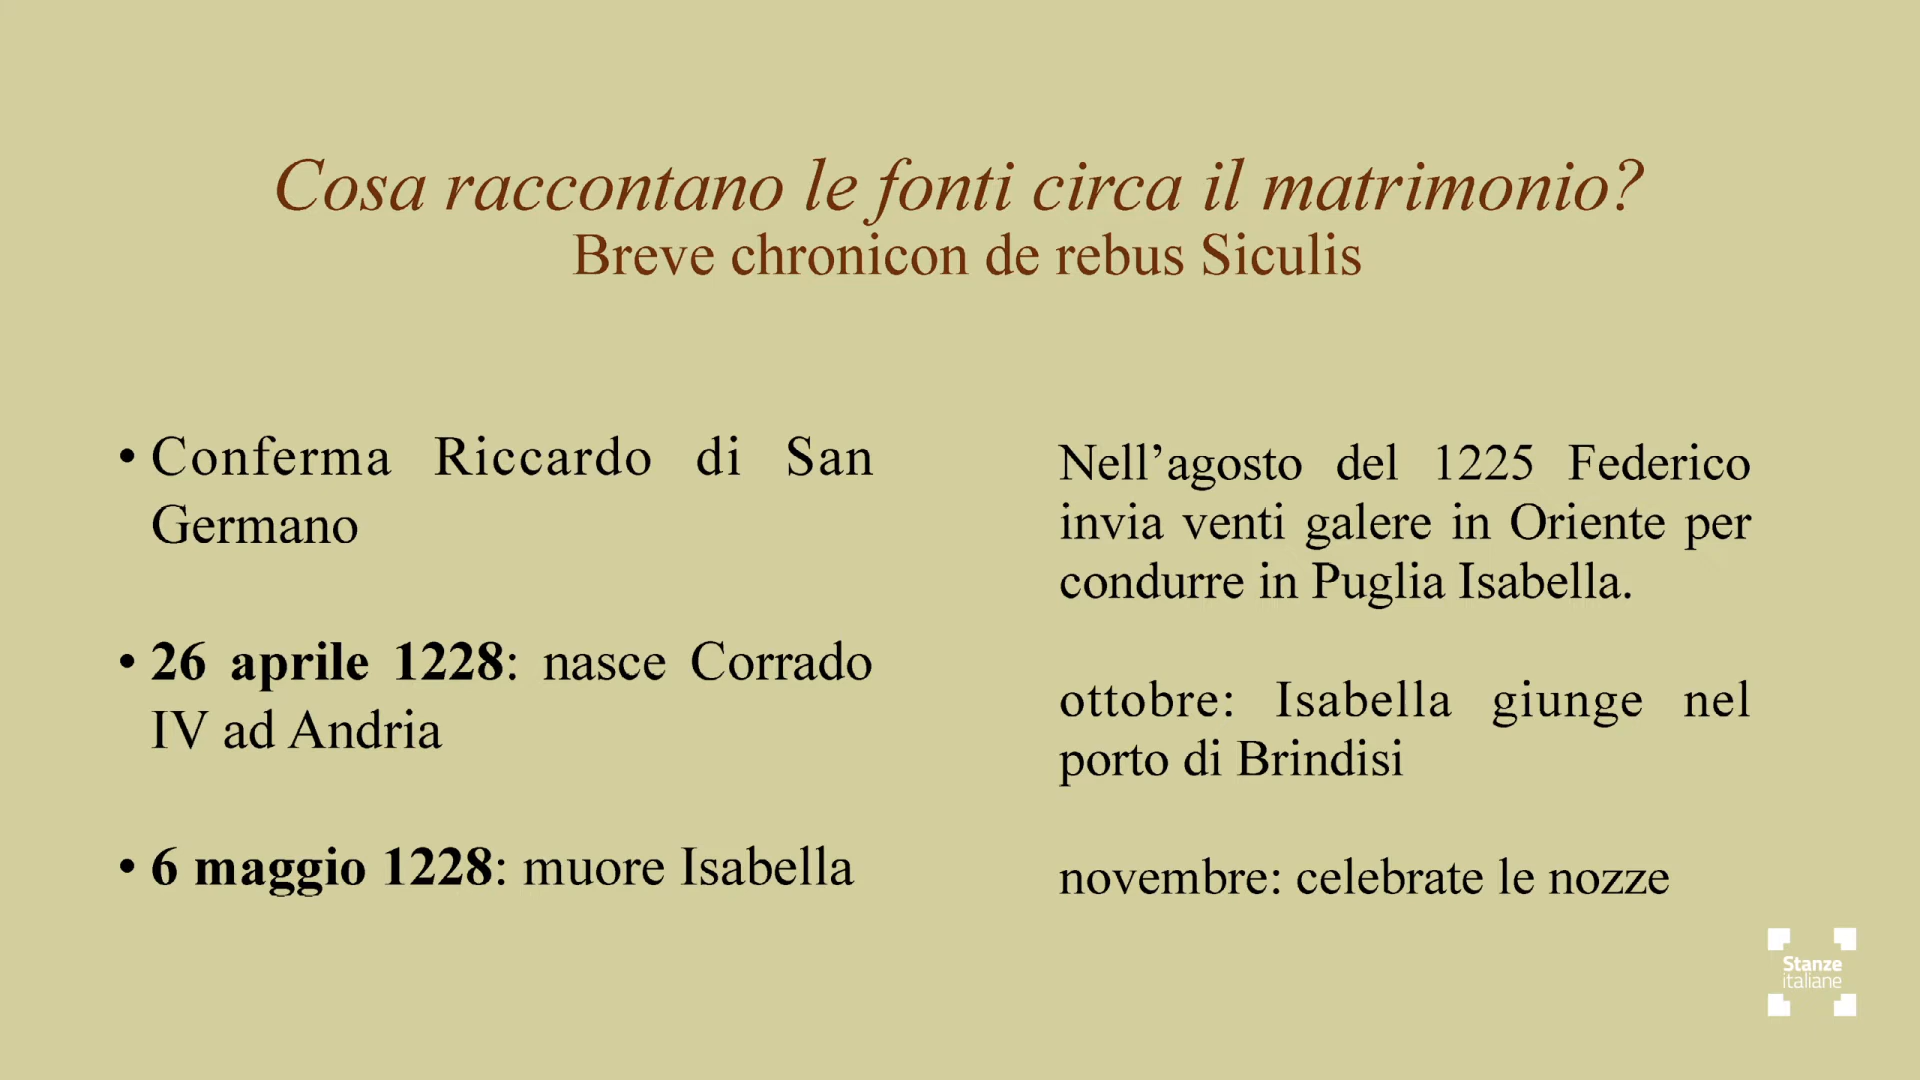 Cosa raccontano le fonti circa il matrimonio?
Breve chronicon de rebus Siculis
• Conferma Riccardo di San
Germano
• 26 aprile 1228: nasce Corrado
IV ad Andria
• 6 maggio 1228: muore Isabella
Nell’agosto del 1225 Federico
invia venti galere in Oriente per
condurre in Puglia Isabella.
ottobre: Isabella giunge nel
porto di Brindisi
novembre: celebrate le nozze
Stanze
italiane